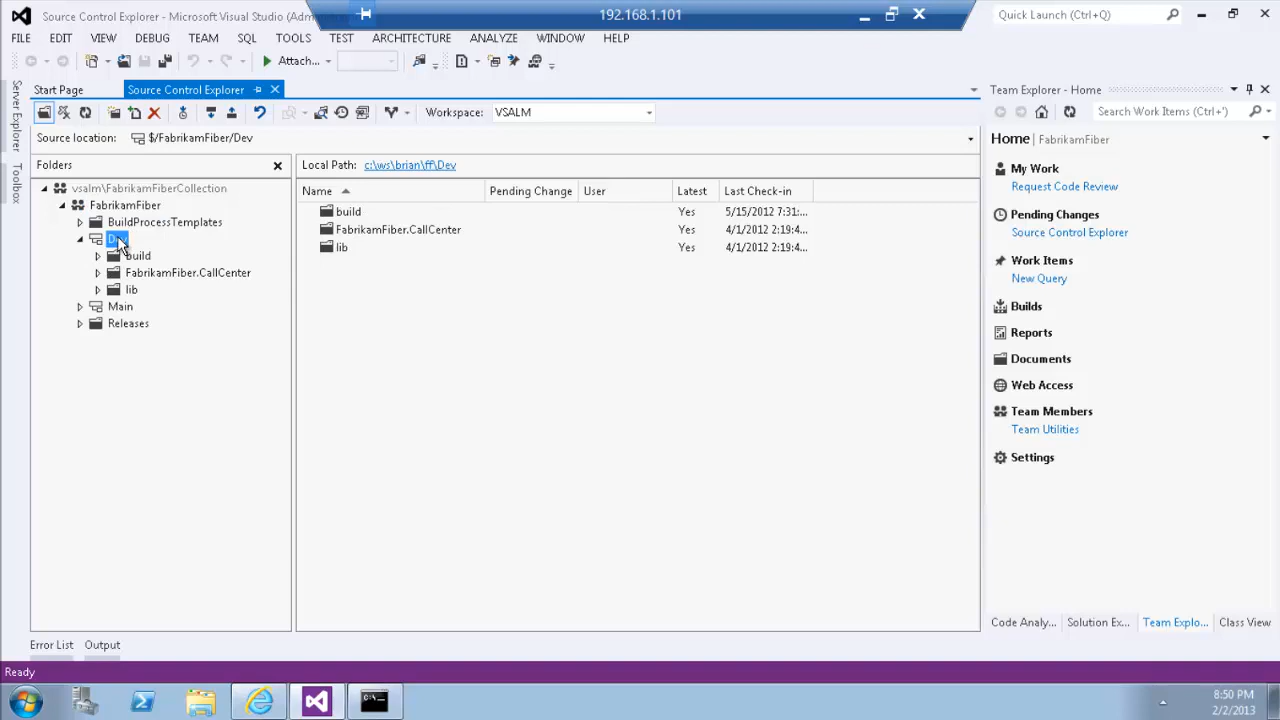 Source Control Explorer - Microsoft Visual Studio (Admi
192.168.1.101
Quick Launch (Ctrl+Q)
FILE EDIT VIEW DEBUG TEAM SQL TOOLS TEST ARCHITECTURE ANALYZE WINDOW HELP
Attach...
Server Explorer
Toolbox
Start Page
Source Control Explorer
Workspace: VSALM
Source location: $/FabrikamFiber/Dev
Folders
vsalm\FabrikamFiberCollection
FabrikamFiber
BuildProcessTemplates
build
FabrikamFiber.CallCenter
lib
Main
Releases
Local Path: c:\ws\brian\ff\Dev
Name Pending Change User Latest Last Check-in
build Yes 5/15/2012 7:31:...
FabrikamFiber.CallCenter Yes 4/1/2012 2:19:4...
lib Yes 4/1/2012 2:19:4...
Team Explorer - Home
Search Work Items (Ctrl+')
Home FabrikamFiber
My Work
Request Code Review
Pending Changes
Source Control Explorer
Work Items
New Query
Builds
Reports
Documents
Web Access
Team Members
Team Utilities
Settings
Code Analy... Solution Ex... Team Explo... Class View
Error List Output
Ready
8:50 PM
2/2/2013